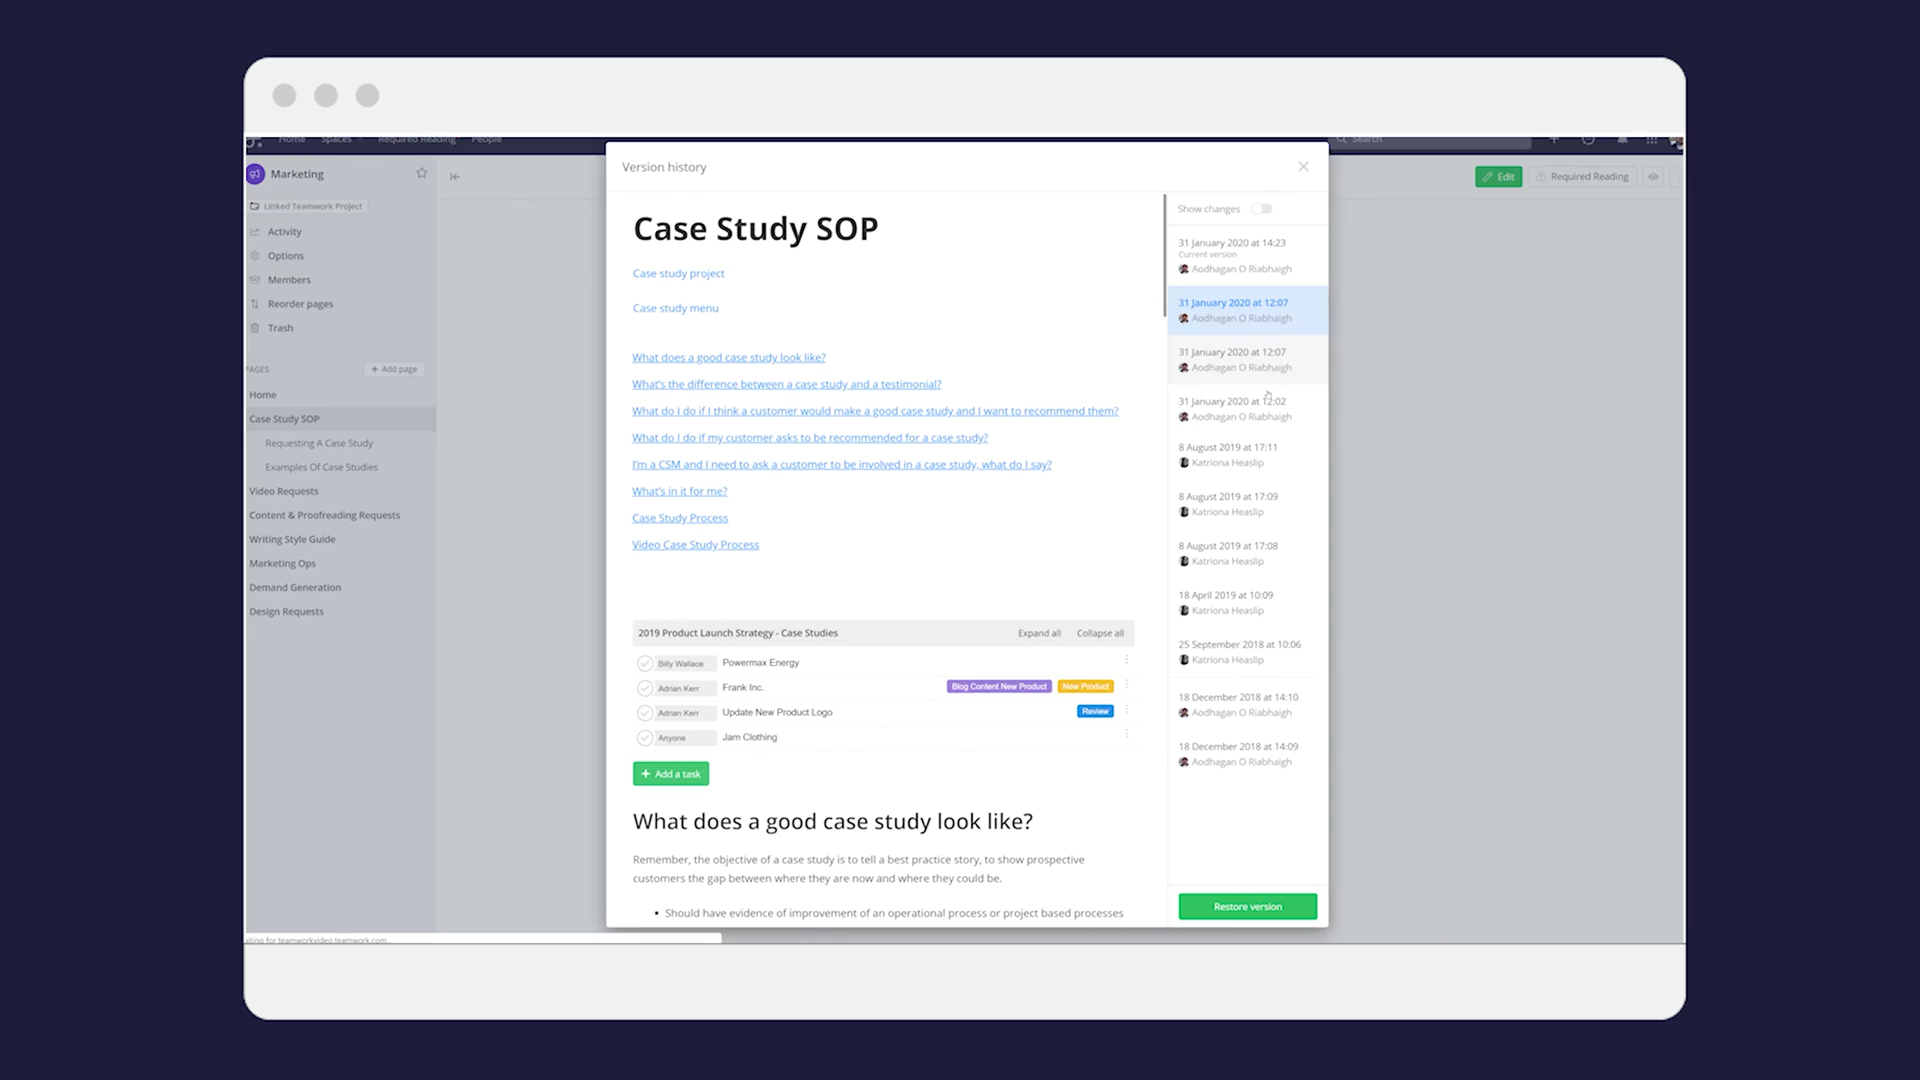 Home Spaces Required Reading People
Search
Marketing
Linked Teamwork Project
Activity
Options
Members
Reorder pages
Trash
PAGES
+ Add page
Home
Case Study SOP
Requesting A Case Study
Examples Of Case Studies
Video Requests
Content & Proofreading Requests
Writing Style Guide
Marketing Ops
Demand Generation
Design Requests
iting for teamworkvideo.teamwork.com...
Edit
Required Reading
Version history
Case Study SOP
Case study project
Case study menu
What does a good case study look like?
What's the difference between a case study and a testimonial?
What do I do if I think a customer would make a good case study and I want to recommend them?
What do I do if my customer asks to be recommended for a case study?
I'm a CSM and I need to ask a customer to be involved in a case study, what do I say?
What's in it for me?
Case Study Process
Video Case Study Process
2019 Product Launch Strategy - Case Studies Expand all Collapse all
Billy Wallace Powermax Energy
Adrian Kerr Frank Inc. Blog Content New Product New Product
Adrian Kerr Update New Product Logo Review
Anyone Jam Clothing
+ Add a task
What does a good case study look like?
Remember, the objective of a case study is to tell a best practice story, to show prospective
customers the gap between where they are now and where they could be.
• Should have evidence of improvement of an operational process or project based processes
Show changes
31 January 2020 at 14:23
Current version
Aodhagan O Riabhaigh
31 January 2020 at 12:07
Aodhagan O Riabhaigh
31 January 2020 at 12:07
Aodhagan O Riabhaigh
31 January 2020 at 12:02
Aodhagan O Riabhaigh
8 August 2019 at 17:11
Katriona Heaslip
8 August 2019 at 17:09
Katriona Heaslip
8 August 2019 at 17:08
Katriona Heaslip
18 April 2019 at 10:09
Katriona Heaslip
25 September 2018 at 10:06
Katriona Heaslip
18 December 2018 at 14:10
Aodhagan O Riabhaigh
18 December 2018 at 14:09
Aodhagan O Riabhaigh
Restore version